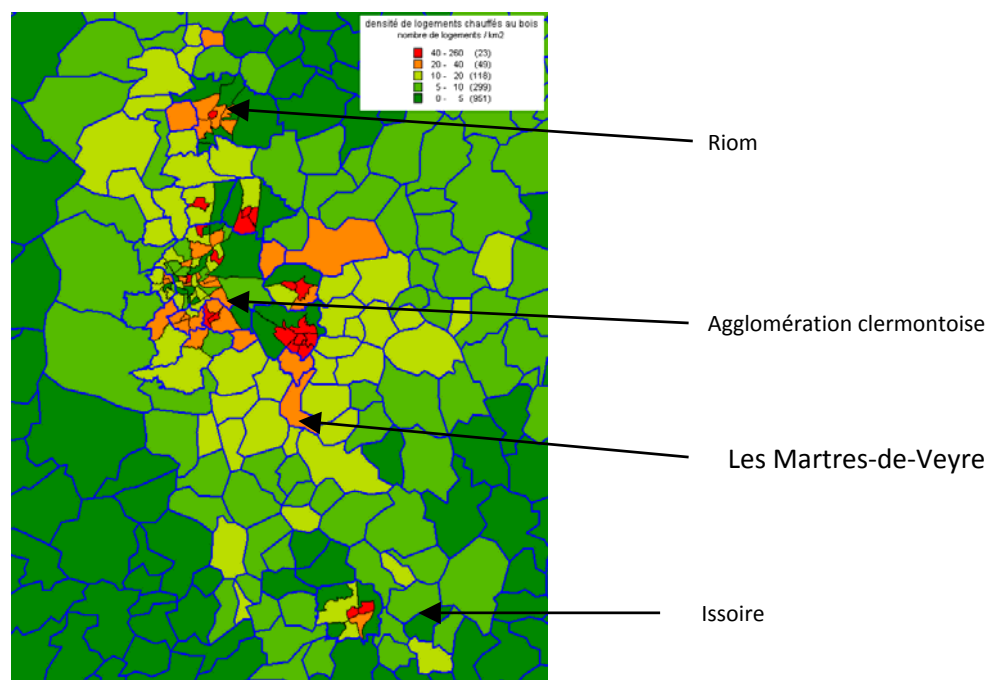 densité de logements chauffés au bois
nombre de logements / km2
40 - 260 (23)
20 - 40 (49)
10 - 20 (118)
5 - 10 (299)
0 - 5 (951)
Riom
Agglomération clermontoise
Les Martres-de-Veyre
Issoire